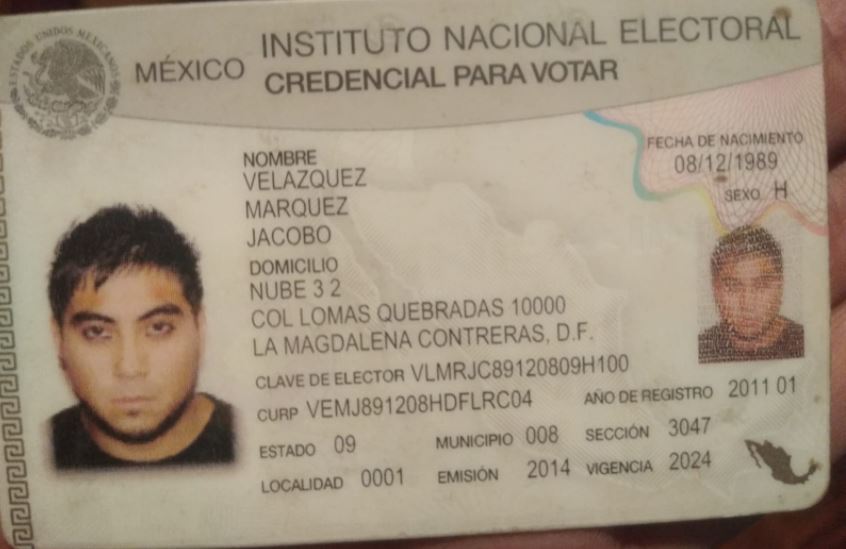 ESTADOS UNIDOS MEXICANOS
MÉXICO
INSTITUTO NACIONAL ELECTORAL
CREDENCIAL PARA VOTAR
FECHA DE NACIMIENTO
08/12/1989
SEXO H
NOMBRE
VELAZQUEZ
MARQUEZ
JACOBO
DOMICILIO
NUBE 3 2
COL LOMAS QUEBRADAS 10000
LA MAGDALENA CONTRERAS, D.F.
CLAVE DE ELECTOR VLMRJC89120809H100
CURP VEMJ891208HDFLRC04 AÑO DE REGISTRO 2011 01
ESTADO 09 MUNICIPIO 008 SECCIÓN 3047
LOCALIDAD 0001 EMISIÓN 2014 VIGENCIA 2024